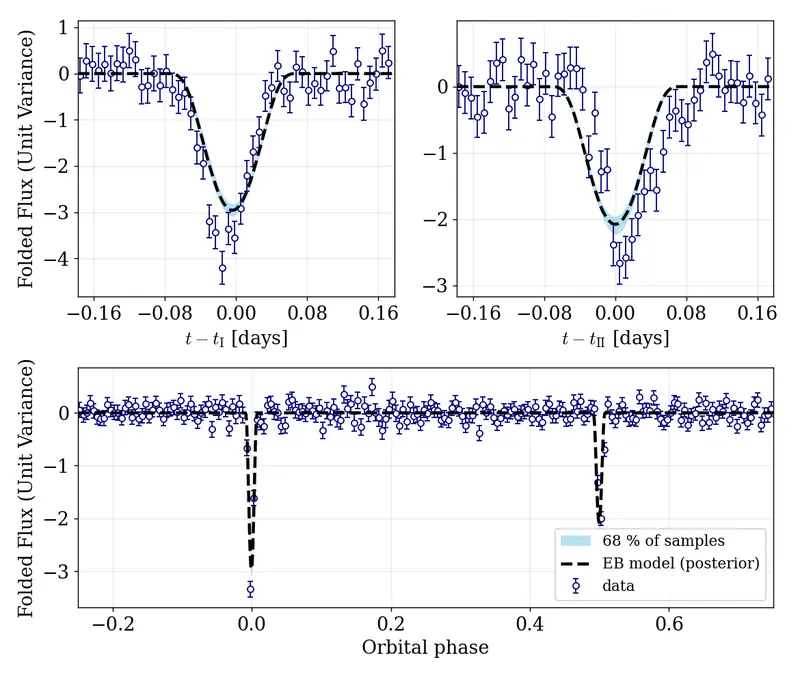 Folded Flux (Unit Variance)
1
0
−1
−2
−3
−4
−0.16 −0.08 0.00 0.08 0.16
t − tI [days]
0
−1
−2
−3
−0.16 −0.08 0.00 0.08 0.16
t − tII [days]
Folded Flux (Unit Variance)
0
−1
−2
−3
68 % of samples
EB model (posterior)
data
−0.2 0.0 0.2 0.4 0.6
Orbital phase